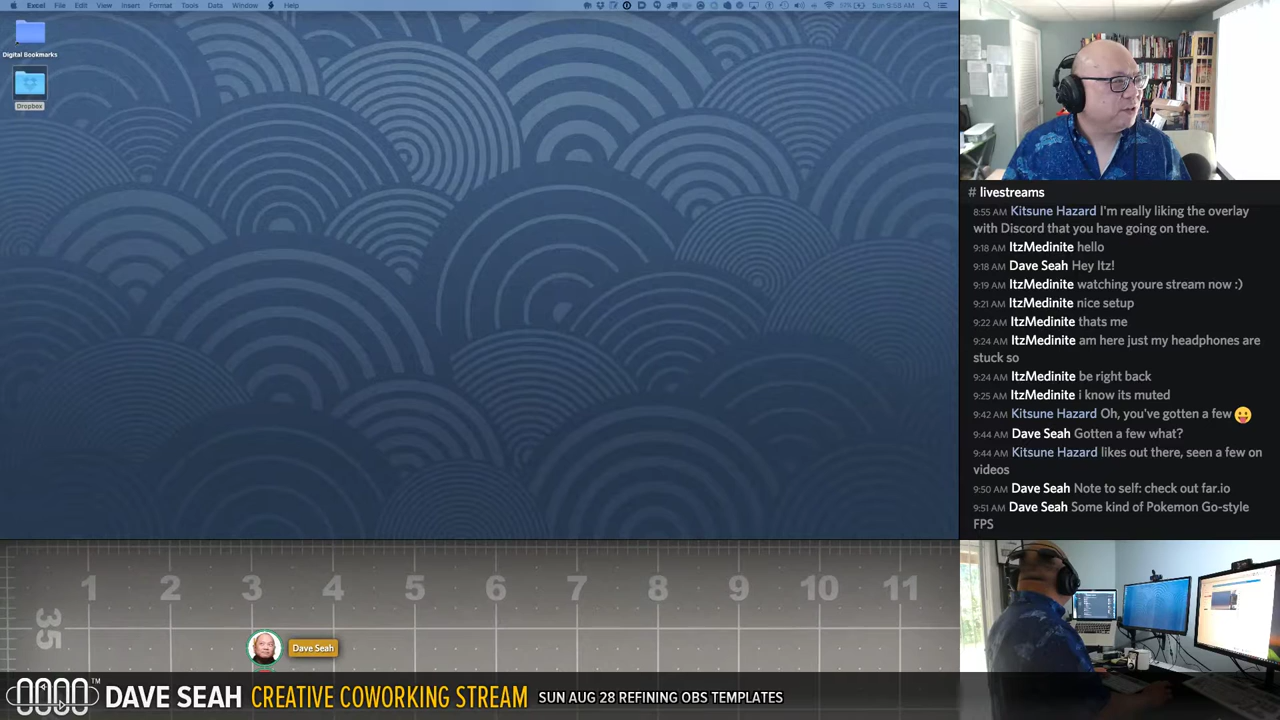 Excel File Edit View Insert Format Tools Data Window Help
Sun 9:55 AM
Digital Bookmarks
Dropbox
# livestreams
8:55 AM Kitsune Hazard I'm really liking the overlay
with Discord that you have going on there.
9:18 AM ItzMedinite hello
9:18 AM Dave Seah Hey Itz!
9:19 AM ItzMedinite watching youre stream now :)
9:21 AM ItzMedinite nice setup
9:22 AM ItzMedinite thats me
9:24 AM ItzMedinite am here just my headphones are
stuck so
9:24 AM ItzMedinite be right back
9:25 AM ItzMedinite i know its muted
9:42 AM Kitsune Hazard Oh, you've gotten a few 😛
9:44 AM Dave Seah Gotten a few what?
9:44 AM Kitsune Hazard likes out there, seen a few on
videos
9:50 AM Dave Seah Note to self: check out far.io
9:51 AM Dave Seah Some kind of Pokemon Go-style
FPS
1 2 3 4 5 6 7 8 9 10 11
35
Dave Seah
TM DAVE SEAH CREATIVE COWORKING STREAM SUN AUG 28 REFINING OBS TEMPLATES